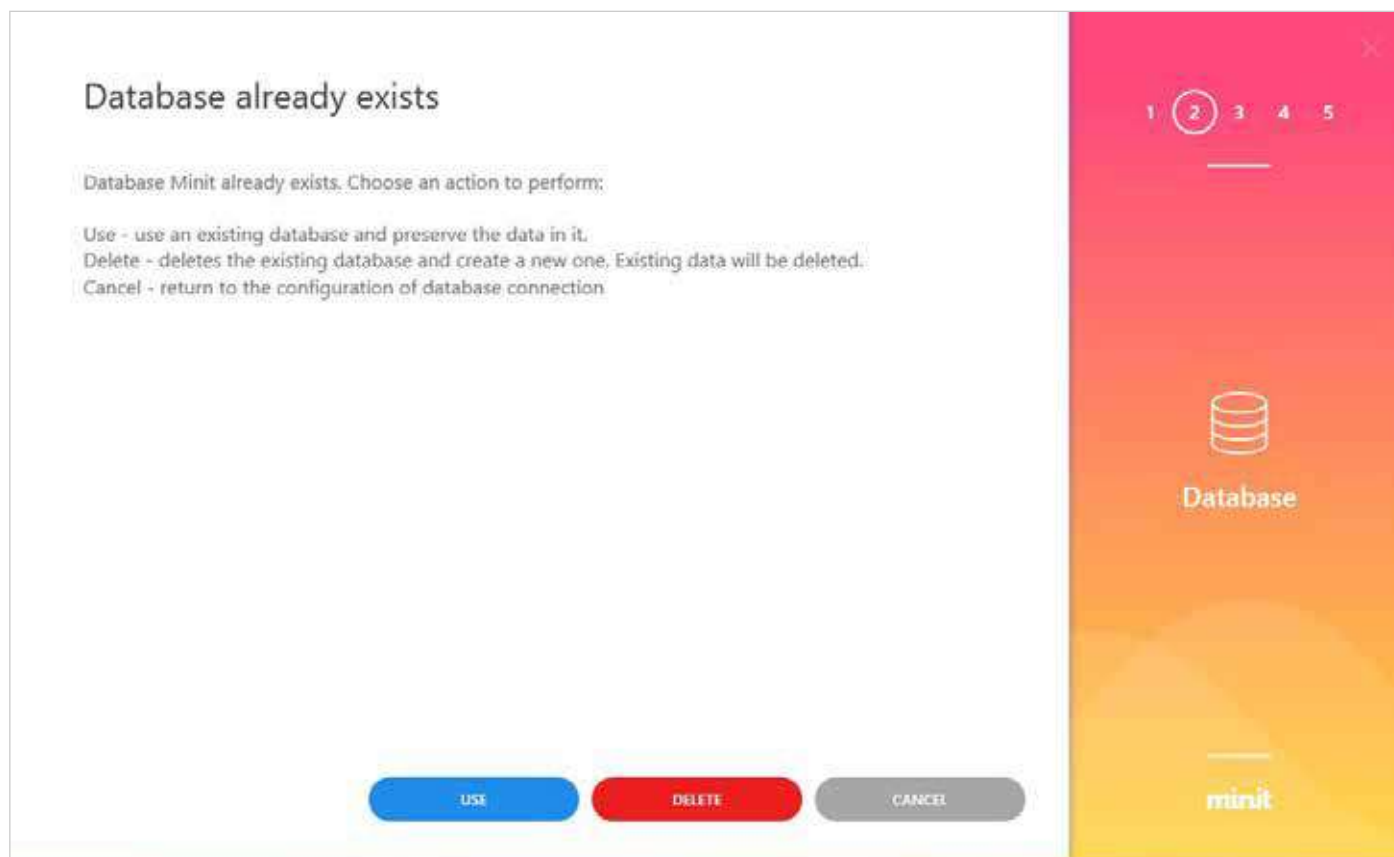 Database already exists
Database Minit already exists. Choose an action to perform:
Use - use an existing database and preserve the data in it.
Delete - deletes the existing database and create a new one. Existing data will be deleted.
Cancel - return to the configuration of database connection
USE DELETE CANCEL
1 2 3 4 5
Database
minit